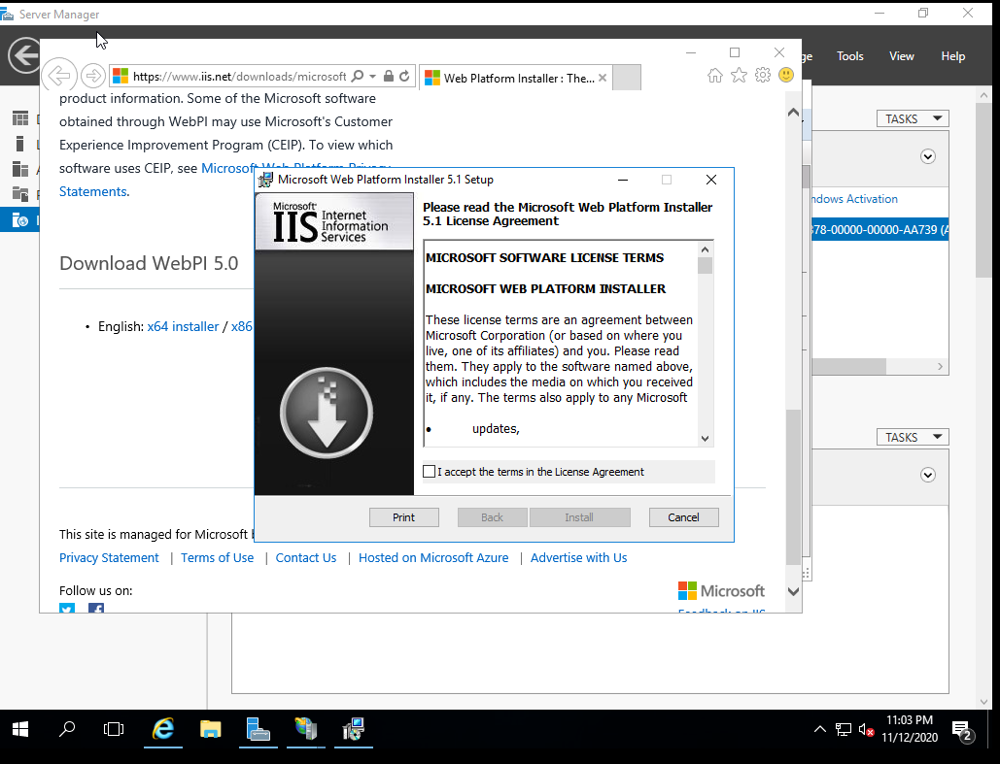 Server Manager
ge Tools View Help
https://www.iis.net/downloads/microsoft
Web Platform Installer : The...
product information. Some of the Microsoft software
obtained through WebPI may use Microsoft's Customer
Experience Improvement Program (CEIP). To view which
software uses CEIP, see Microsoft Web Platform Privacy
Statements.
Download WebPI 5.0
• English: x64 installer / x86
Microsoft Web Platform Installer 5.1 Setup
Microsoft®
IIS Internet
Information
Services
Please read the Microsoft Web Platform Installer
5.1 License Agreement
MICROSOFT SOFTWARE LICENSE TERMS
MICROSOFT WEB PLATFORM INSTALLER
These license terms are an agreement between
Microsoft Corporation (or based on where you
live, one of its affiliates) and you. Please read
them. They apply to the software named above,
which includes the media on which you received
it, if any. The terms also apply to any Microsoft
• updates,
I accept the terms in the License Agreement
Print Back Install Cancel
TASKS
ndows Activation
378-00000-00000-AA739 (A
TASKS
This site is managed for Microsoft b
Privacy Statement | Terms of Use | Contact Us | Hosted on Microsoft Azure | Advertise with Us
Follow us on:
Microsoft
Feedback on IIS
11:03 PM
11/12/2020
2